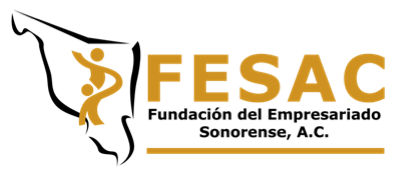 FESAC
Fundación del Empresariado
Sonorense, A.C.